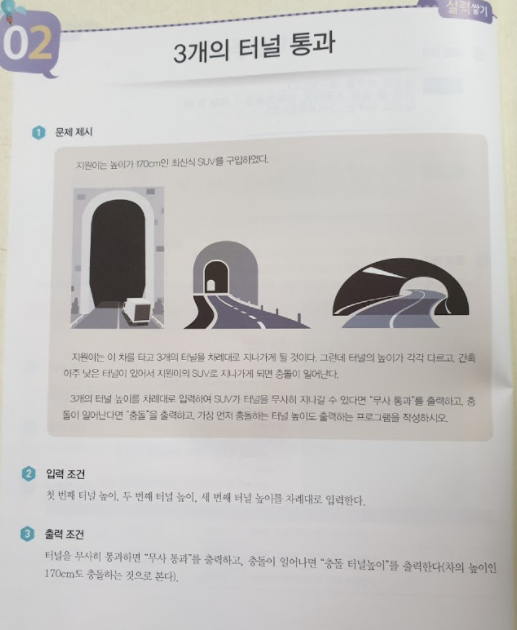 실력쌓기
02
3개의 터널 통과
1 문제 제시
지원이는 높이가 170cm인 최신식 SUV를 구입하였다.
지원이는 이 차를 타고 3개의 터널을 차례대로 지나가게 될 것이다. 그런데 터널의 높이가 각각 다르고, 간혹
아주 낮은 터널이 있어서 지원이의 SUV로 지나가게 되면 충돌이 일어난다.
3개의 터널 높이를 차례대로 입력하여 SUV가 터널을 무사히 지나갈 수 있다면 "무사 통과"를 출력하고, 충
돌이 일어난다면 "충돌"을 출력하고, 가장 먼저 충돌하는 터널 높이도 출력하는 프로그램을 작성하시오.
2 입력 조건
첫 번째 터널 높이, 두 번째 터널 높이, 세 번째 터널 높이를 차례대로 입력한다.
3 출력 조건
터널을 무사히 통과하면 "무사 통과"를 출력하고, 충돌이 일어나면 "충돌 터널높이"를 출력한다(차의 높이인
170cm도 충돌하는 것으로 본다).